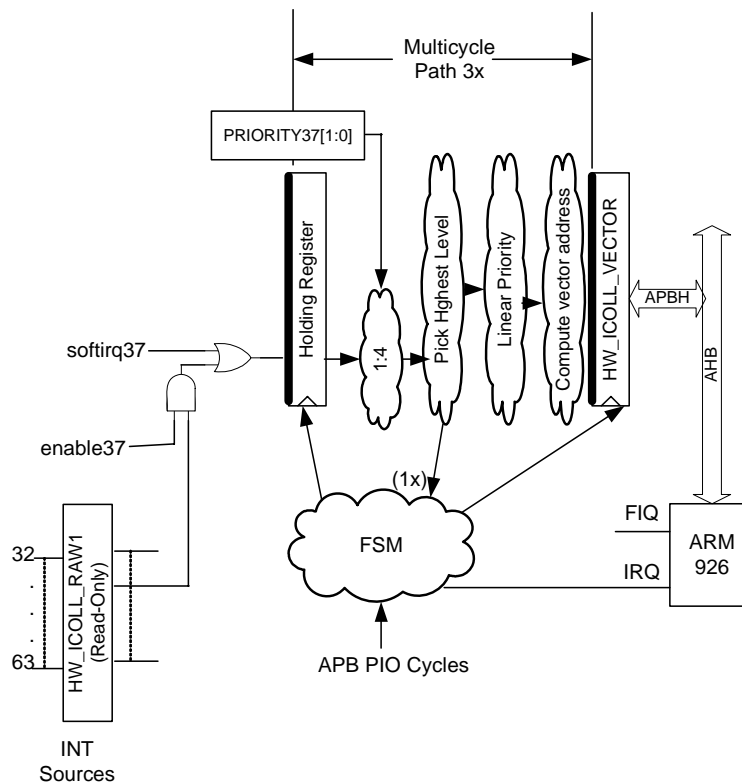 Multicycle
Path 3x
PRIORITY37[1:0]
Holding Register
1:4
Pick Hghest Level
Linear Priority
Compute vector address
HW_ICOLL_VECTOR
APBH
AHB
softirq37
enable37
(1x)
FSM
FIQ
IRQ
ARM
926
32
.
.
.
.
63
HW_ICOLL_RAW1
(Read-Only)
APB PIO Cycles
INT
Sources